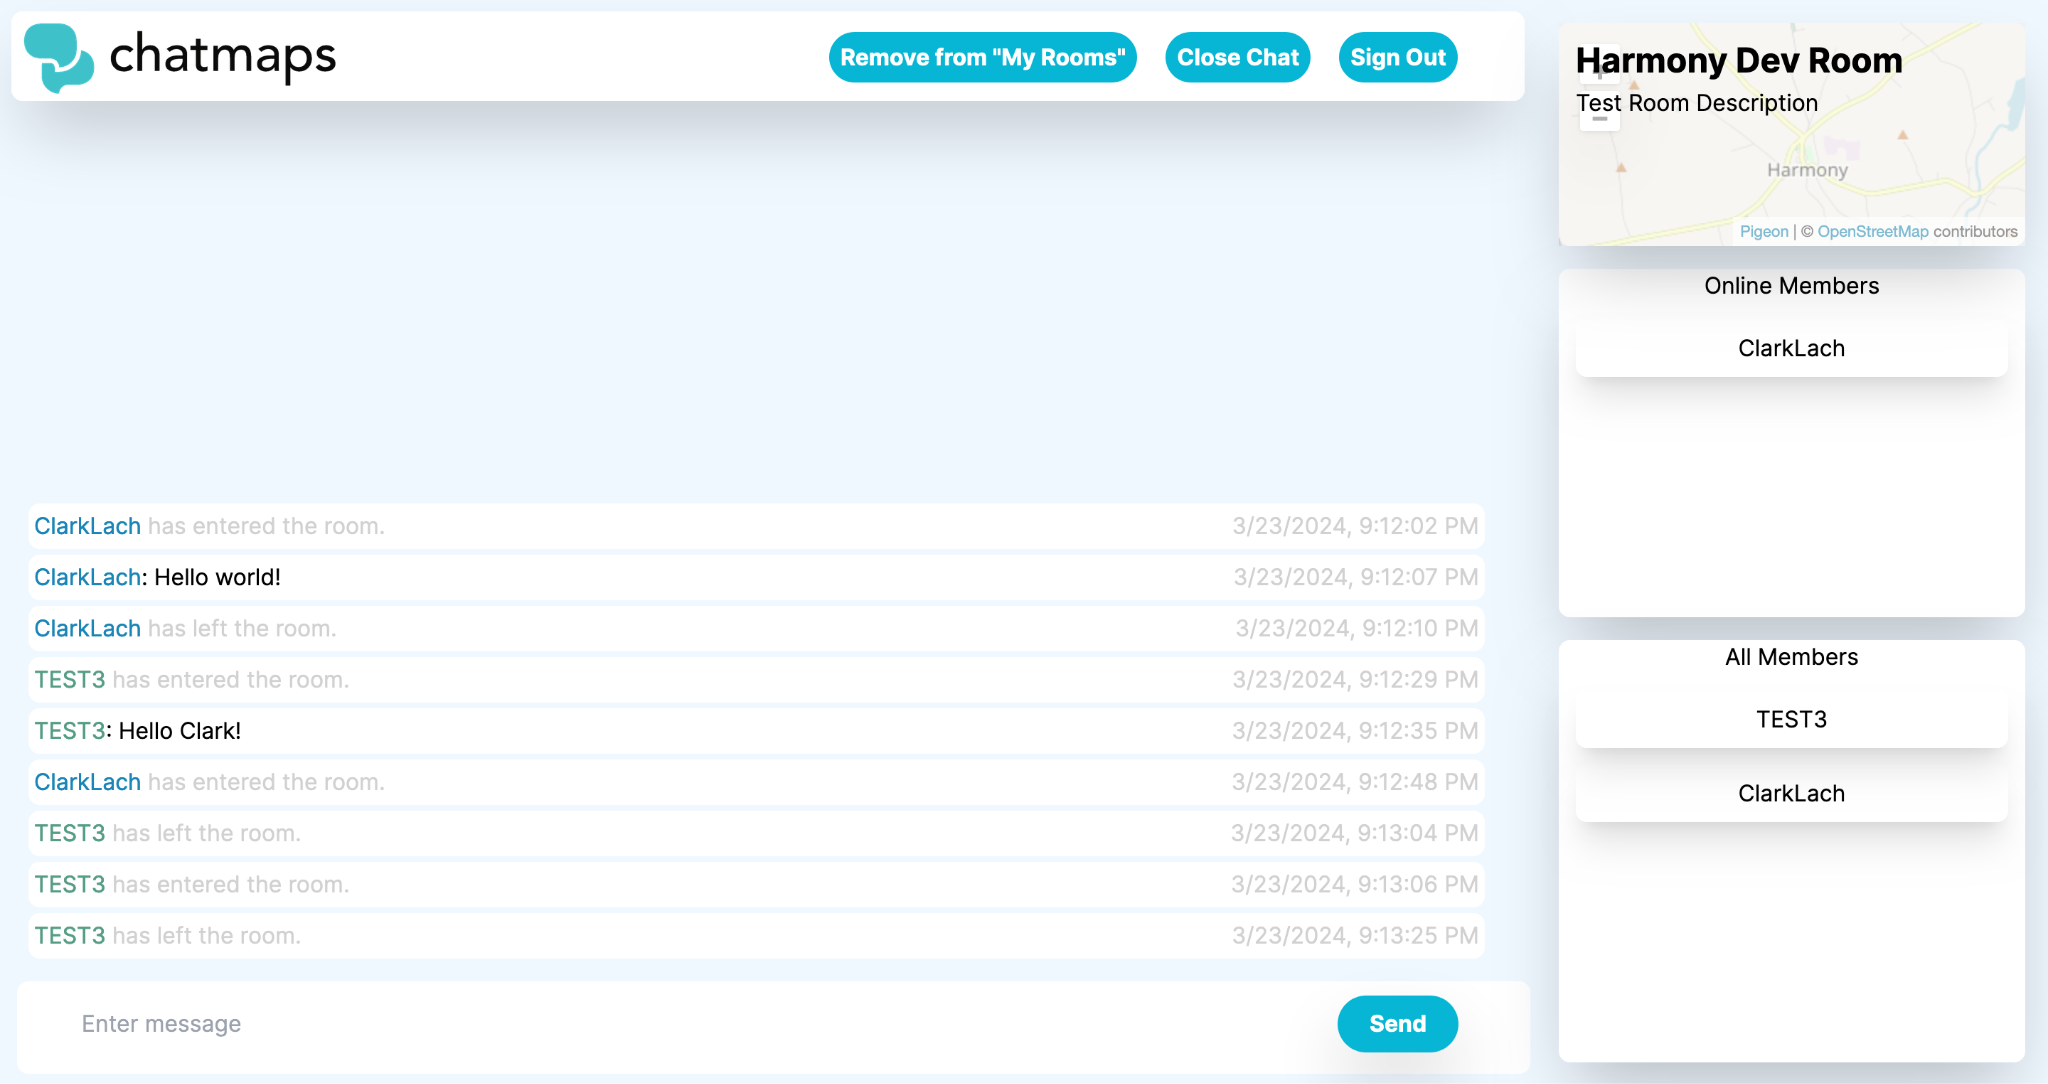 chatmaps
Remove from "My Rooms"
Close Chat
Sign Out
ClarkLach has entered the room. 3/23/2024, 9:12:02 PM
ClarkLach: Hello world! 3/23/2024, 9:12:07 PM
ClarkLach has left the room. 3/23/2024, 9:12:10 PM
TEST3 has entered the room. 3/23/2024, 9:12:29 PM
TEST3: Hello Clark! 3/23/2024, 9:12:35 PM
ClarkLach has entered the room. 3/23/2024, 9:12:48 PM
TEST3 has left the room. 3/23/2024, 9:13:04 PM
TEST3 has entered the room. 3/23/2024, 9:13:06 PM
TEST3 has left the room. 3/23/2024, 9:13:25 PM
Enter message
Send
Harmony Dev Room
Test Room Description
Harmony
Pigeon | © OpenStreetMap contributors
Online Members
ClarkLach
All Members
TEST3
ClarkLach